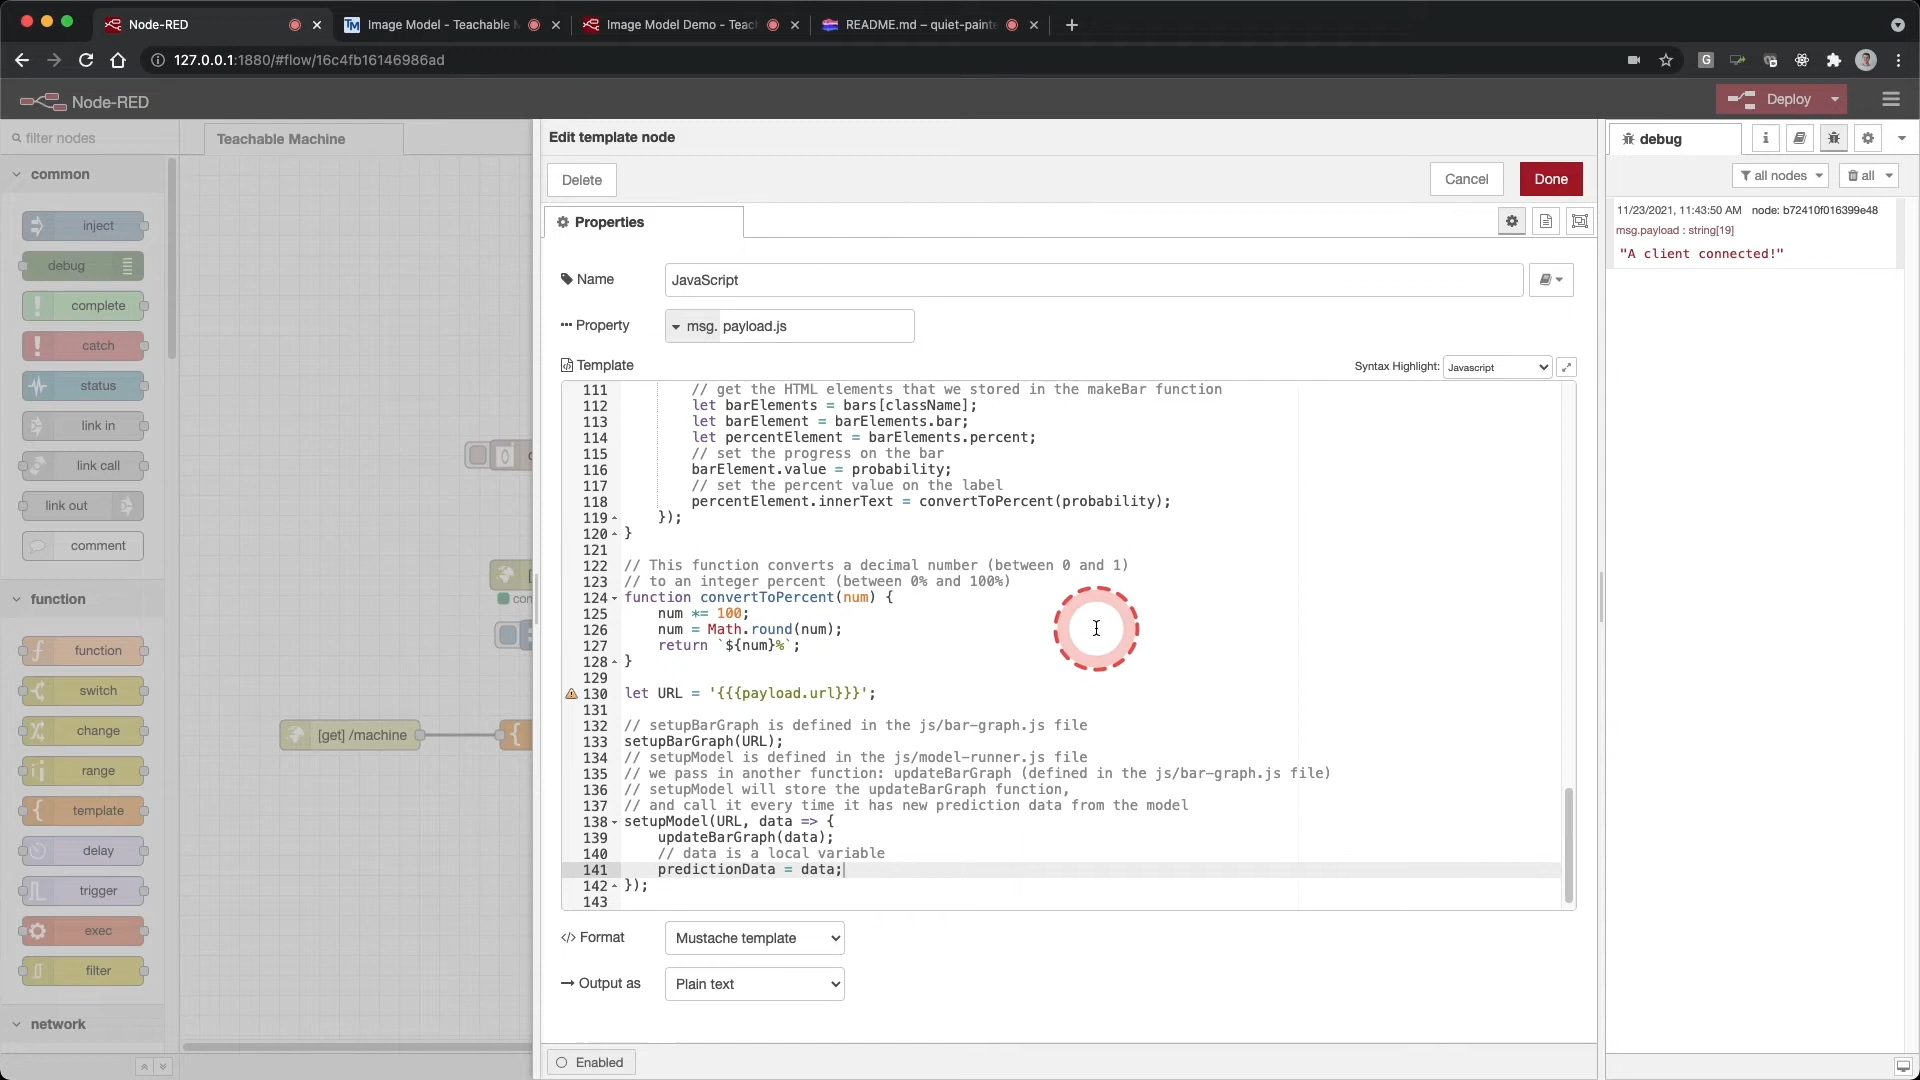 Node-RED
Image Model - Teachable
Image Model Demo - Teac
README.md – quiet-paint
127.0.0.1:1880/#flow/16c4fb16146986ad
Node-RED
Deploy
filter nodes
Teachable Machine
Edit template node
debug
Delete
Cancel
Done
all nodes
all
common
Properties
11/23/2021, 11:43:50 AM node: b72410f016399e48
msg.payload : string[19]
"A client connected!"
inject
debug
complete
catch
status
link in
link call
link out
comment
function
function
switch
change
range
template
delay
trigger
exec
filter
network
[get] /machine
Name
JavaScript
Property
msg. payload.js
Template
Syntax Highlight: Javascript
111 // get the HTML elements that we stored in the makeBar function
112 let barElements = bars[className];
113 let barElement = barElements.bar;
114 let percentElement = barElements.percent;
115 // set the progress on the bar
116 barElement.value = probability;
117 // set the percent value on the label
118 percentElement.innerText = convertToPercent(probability);
119 });
120 }
121
122 // This function converts a decimal number (between 0 and 1)
123 // to an integer percent (between 0% and 100%)
124 function convertToPercent(num) {
125 num *= 100;
126 num = Math.round(num);
127 return `${num}%`;
128 }
129
130 let URL = '{{{payload.url}}}';
131
132 // setupBarGraph is defined in the js/bar-graph.js file
133 setupBarGraph(URL);
134 // setupModel is defined in the js/model-runner.js file
135 // we pass in another function: updateBarGraph (defined in the js/bar-graph.js file)
136 // setupModel will store the updateBarGraph function,
137 // and call it every time it has new prediction data from the model
138 setupModel(URL, data => {
139 updateBarGraph(data);
140 // data is a local variable
141 predictionData = data;
142 });
143
Format
Mustache template
Output as
Plain text
Enabled